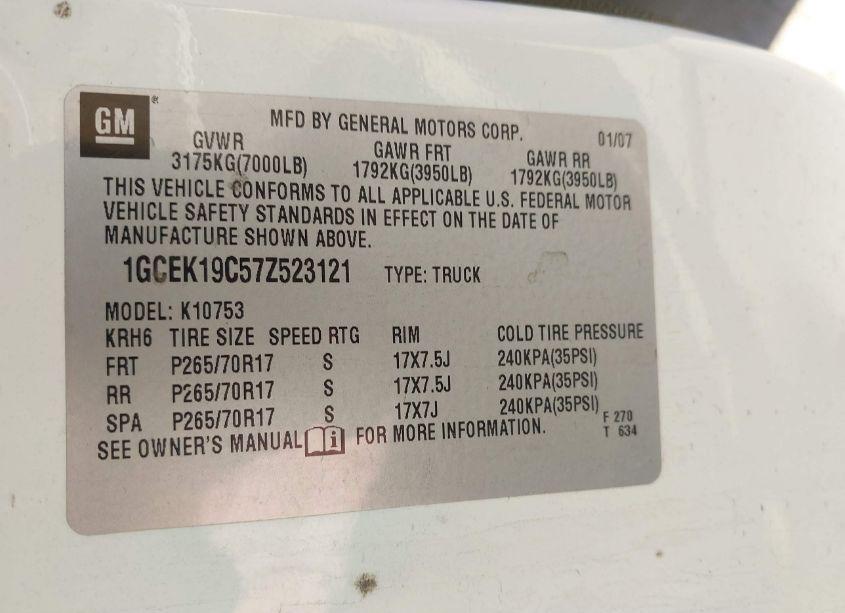 GM®
MFD BY GENERAL MOTORS CORP. 01/07
GVWR GAWR FRT GAWR RR
3175KG(7000LB) 1792KG(3950LB) 1792KG(3950LB)
THIS VEHICLE CONFORMS TO ALL APPLICABLE U.S. FEDERAL MOTOR
VEHICLE SAFETY STANDARDS IN EFFECT ON THE DATE OF
MANUFACTURE SHOWN ABOVE.
1GCEK19C57Z523121 TYPE: TRUCK
MODEL: K10753
KRH6 TIRE SIZE SPEED RTG RIM COLD TIRE PRESSURE
FRT P265/70R17 S 17X7.5J 240KPA(35PSI)
RR P265/70R17 S 17X7.5J 240KPA(35PSI)
SPA P265/70R17 S 17X7J 240KPA(35PSI)
SEE OWNER'S MANUAL i FOR MORE INFORMATION.
F 270
T 634